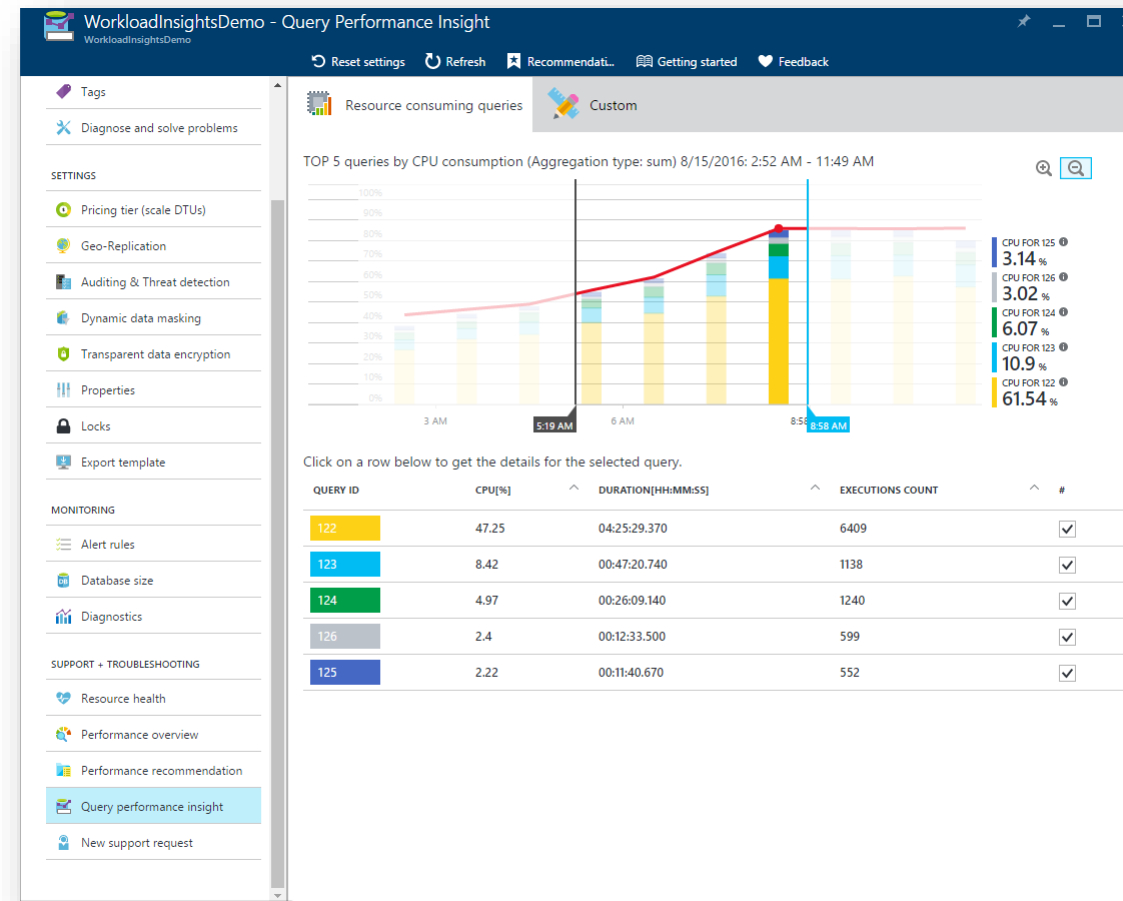 WorkloadInsightsDemo - Query Performance Insight
WorkloadInsightsDemo
Reset settings
Refresh
Recommendati...
Getting started
Feedback
Tags
Diagnose and solve problems
SETTINGS
Pricing tier (scale DTUs)
Geo-Replication
Auditing & Threat detection
Dynamic data masking
Transparent data encryption
Properties
Locks
Export template
MONITORING
Alert rules
Database size
Diagnostics
SUPPORT + TROUBLESHOOTING
Resource health
Performance overview
Performance recommendation
Query performance insight
New support request
Resource consuming queries
Custom
TOP 5 queries by CPU consumption (Aggregation type: sum) 8/15/2016: 2:52 AM - 11:49 AM
100%
90%
80%
70%
60%
50%
40%
30%
20%
10%
0%
3 AM
5:19 AM
6 AM
8:58
8:58 AM
CPU FOR 125
3.14 %
CPU FOR 126
3.02 %
CPU FOR 124
6.07 %
CPU FOR 123
10.9 %
CPU FOR 122
61.54 %
Click on a row below to get the details for the selected query.
QUERY ID CPU[%] DURATION[HH:MM:SS] EXECUTIONS COUNT #
122 47.25 04:25:29.370 6409
123 8.42 00:47:20.740 1138
124 4.97 00:26:09.140 1240
126 2.4 00:12:33.500 599
125 2.22 00:11:40.670 552